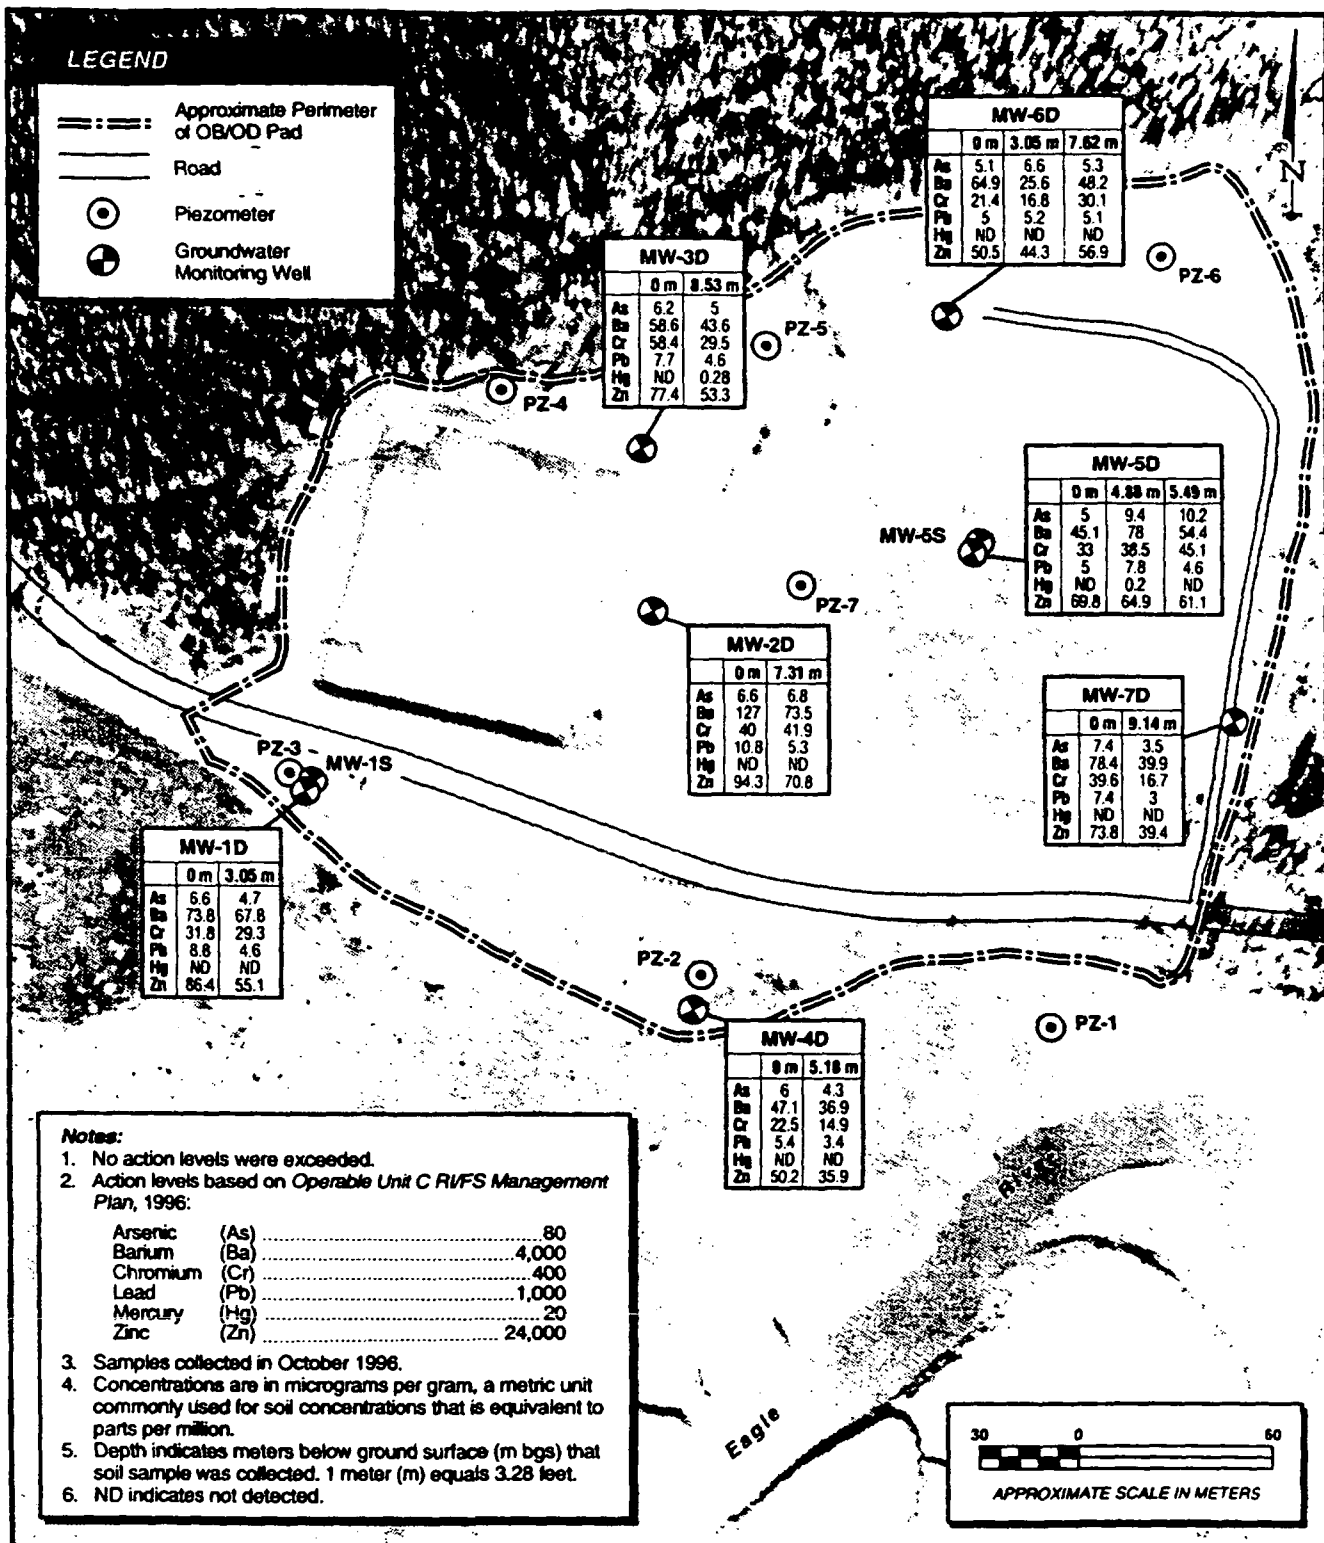 LEGEND
Approximate Perimeter
of OB/OD Pad
Road
Piezometer
Groundwater
Monitoring Well
N
MW-6D
0 m 3.05 m 7.62 m
As 5.1 6.6 5.3
Ba 64.9 25.6 48.2
Cr 21.4 16.8 30.1
Pb 5 5.2 5.1
Hg ND ND ND
Zn 50.5 44.3 56.9
PZ-6
MW-3D
0 m 8.53 m
As 6.2 5
Ba 58.6 43.6
Cr 58.4 29.5
Pb 7.7 4.6
Hg ND 0.28
Zn 77.4 53.3
PZ-5
PZ-4
MW-5D
0 m 4.88 m 5.49 m
As 5 9.4 10.2
Ba 45.1 78 54.4
Cr 33 38.5 45.1
Pb 5 7.8 4.6
Hg ND 0.2 ND
Zn 69.8 64.9 61.1
MW-5S
PZ-7
MW-2D
0 m 7.31 m
As 6.6 6.8
Ba 127 73.5
Cr 40 41.9
Pb 10.8 5.3
Hg ND ND
Zn 94.3 70.8
MW-7D
0 m 9.14 m
As 7.4 3.5
Ba 78.4 39.9
Cr 39.6 16.7
Pb 7.4 3
Hg ND ND
Zn 73.8 39.4
PZ-3
MW-1S
MW-1D
0 m 3.05 m
As 6.6 4.7
Ba 73.8 67.8
Cr 31.8 29.3
Pb 8.8 4.6
Hg ND ND
Zn 86.4 55.1
PZ-2
PZ-1
MW-4D
0 m 5.18 m
As 6 4.3
Ba 47.1 36.9
Cr 22.5 14.9
Pb 5.4 3.4
Hg ND ND
Zn 50.2 35.9
Notes:
1. No action levels were exceeded.
2. Action levels based on Operable Unit C RI/FS Management
Plan, 1996:
Arsenic (As) ........ 80
Barium (Ba) ........ 4,000
Chromium (Cr) ........ 400
Lead (Pb) ........ 1,000
Mercury (Hg) ........ 20
Zinc (Zn) ........ 24,000
3. Samples collected in October 1996.
4. Concentrations are in micrograms per gram, a metric unit
commonly used for soil concentrations that is equivalent to
parts per million.
5. Depth indicates meters below ground surface (m bgs) that
soil sample was collected. 1 meter (m) equals 3.28 feet.
6. ND indicates not detected.
Eagle
River
30 0 60
APPROXIMATE SCALE IN METERS